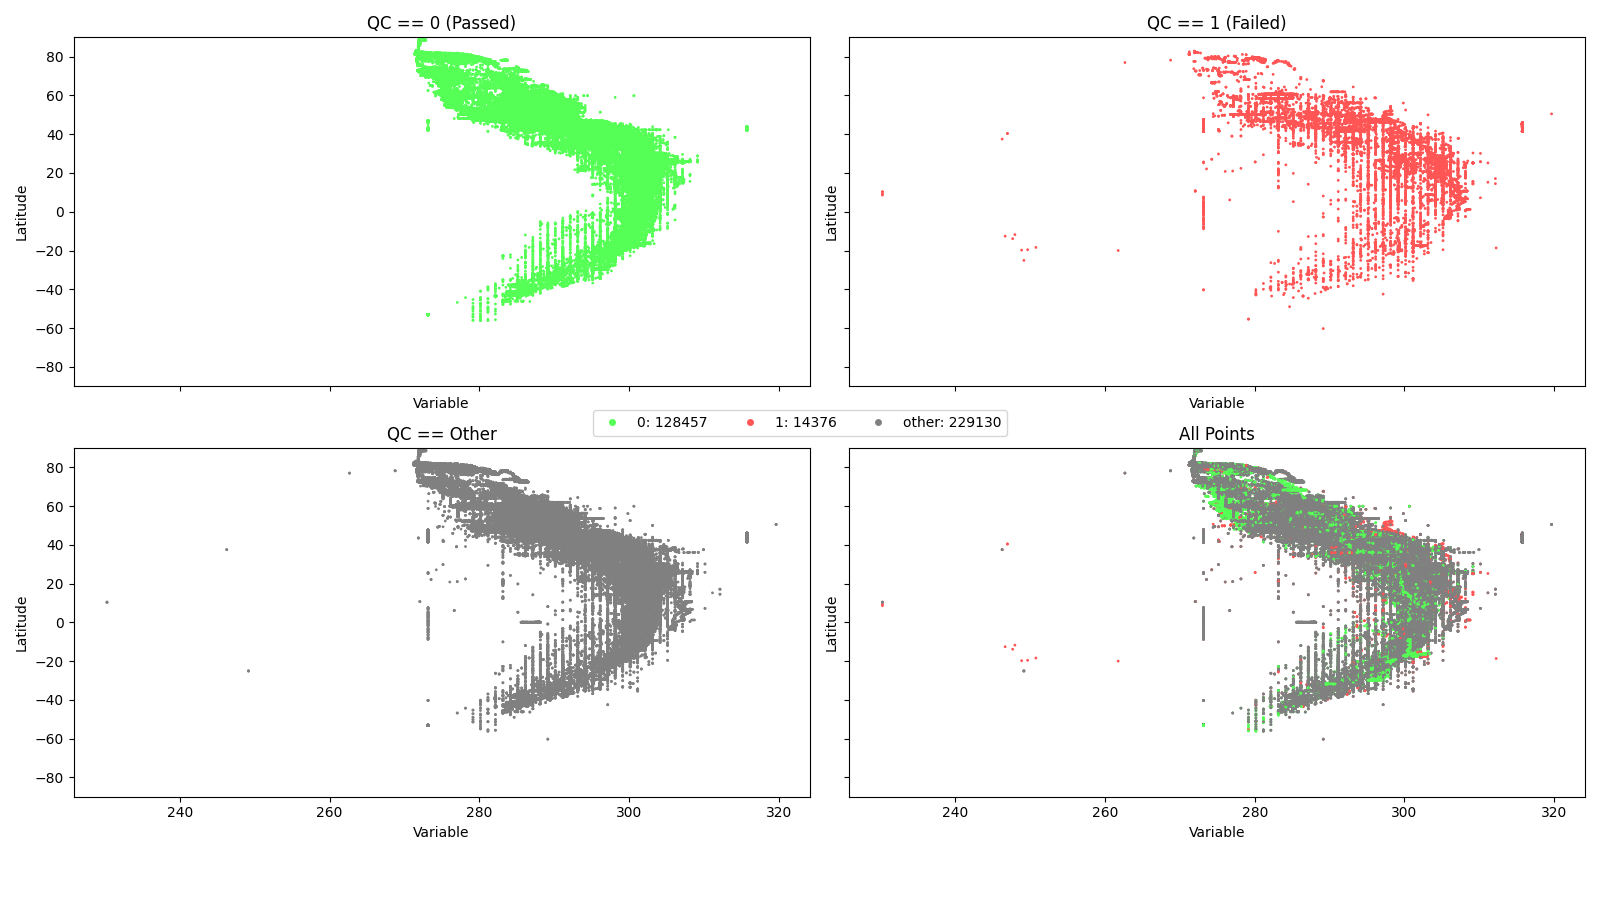 QC == 0 (Passed)
QC == 1 (Failed)
80
60
40
20
0
−20
−40
−60
−80
Latitude
Latitude
Variable
Variable
0: 128457
1: 14376
other: 229130
QC == Other
All Points
80
60
40
20
0
−20
−40
−60
−80
Latitude
Latitude
240
260
280
300
320
240
260
280
300
320
Variable
Variable